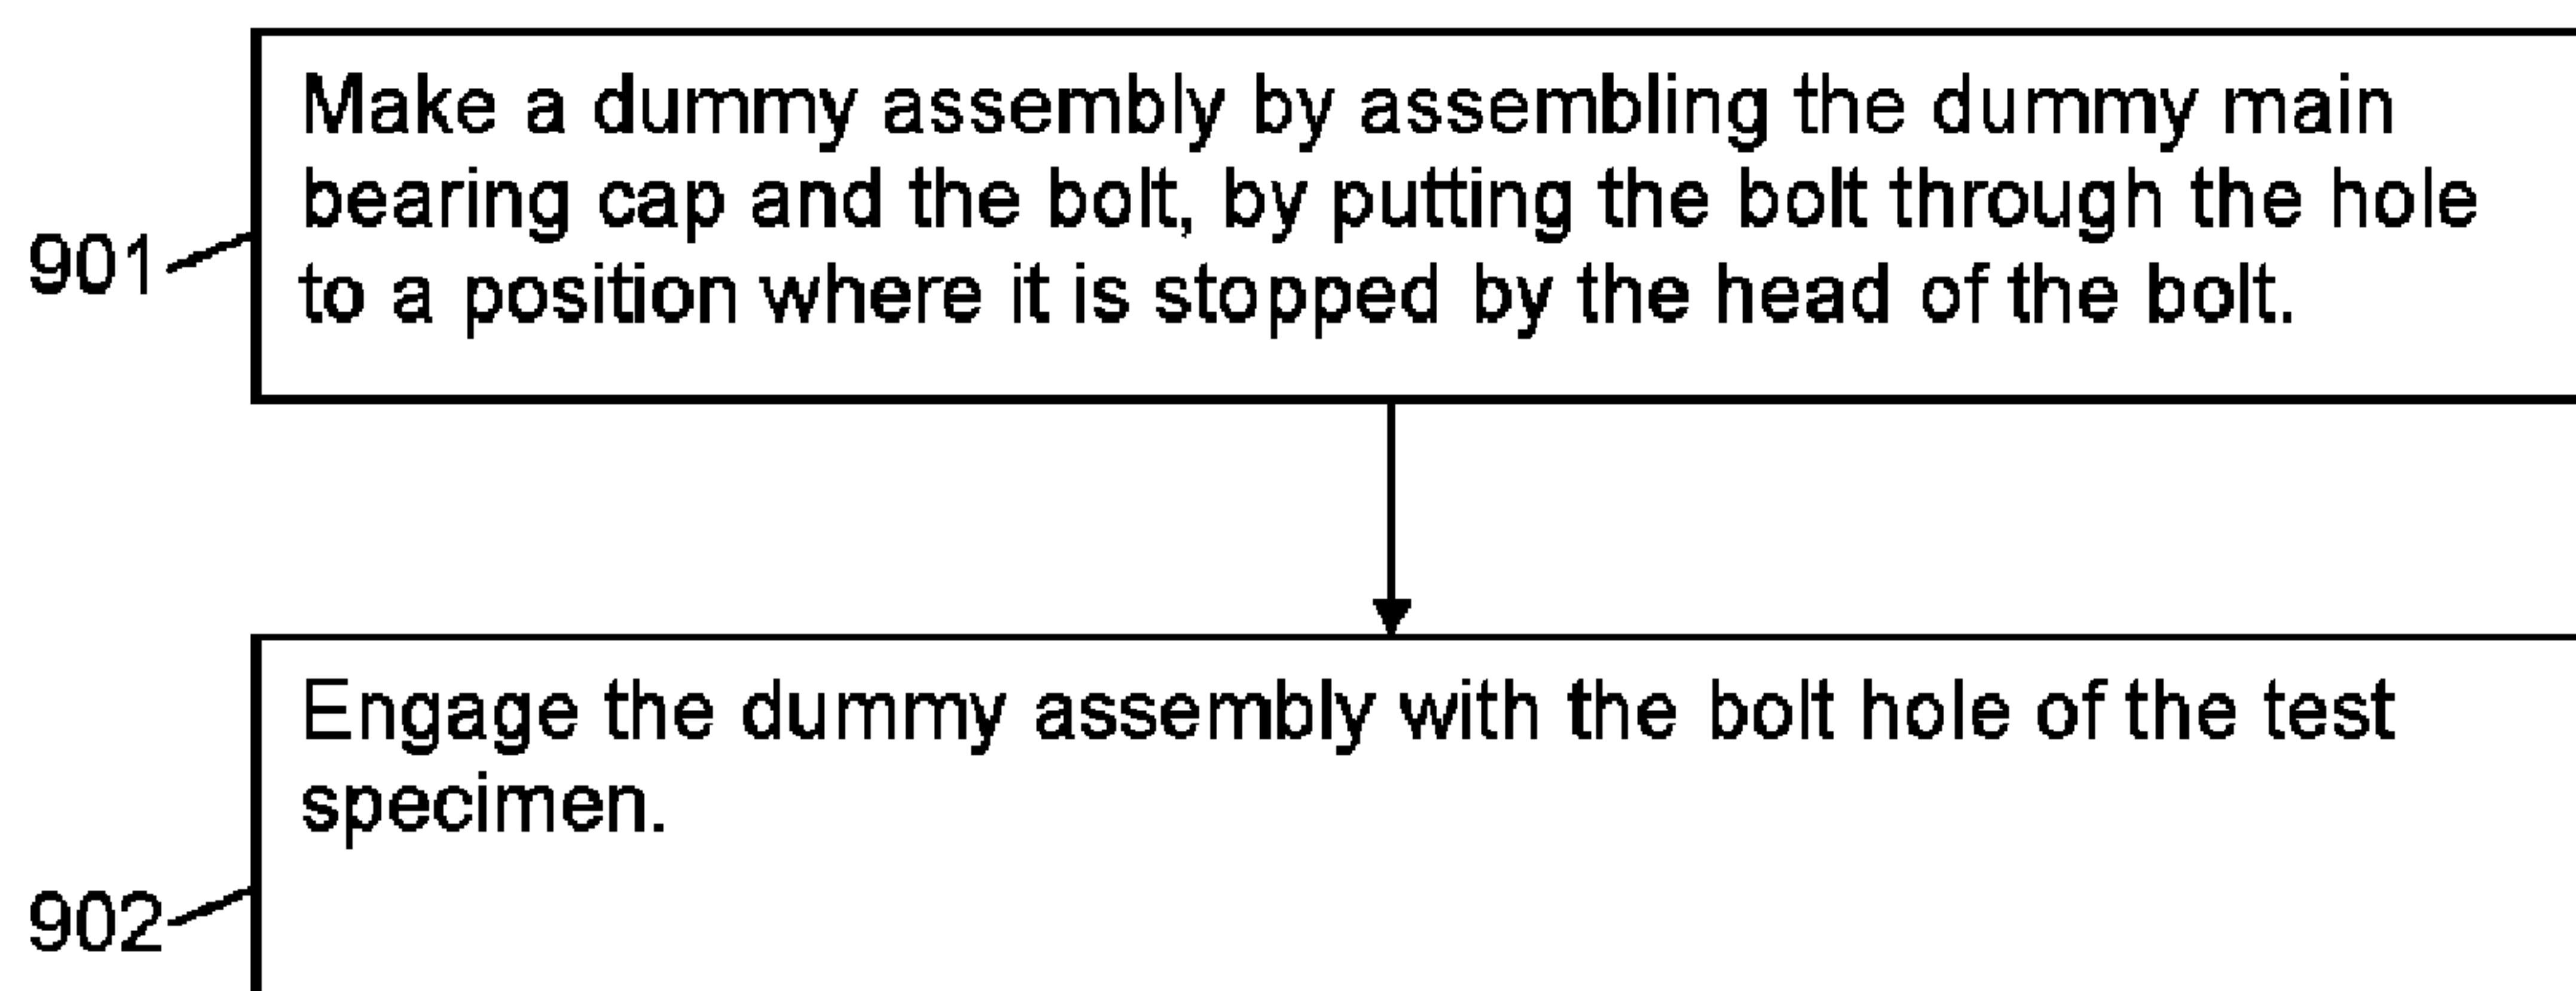 Make a dummy assembly by assembling the dummy main
bearing cap and the bolt, by putting the bolt through the hole
to a position where it is stopped by the head of the bolt.
901
Engage the dummy assembly with the bolt hole of the test
specimen.
902